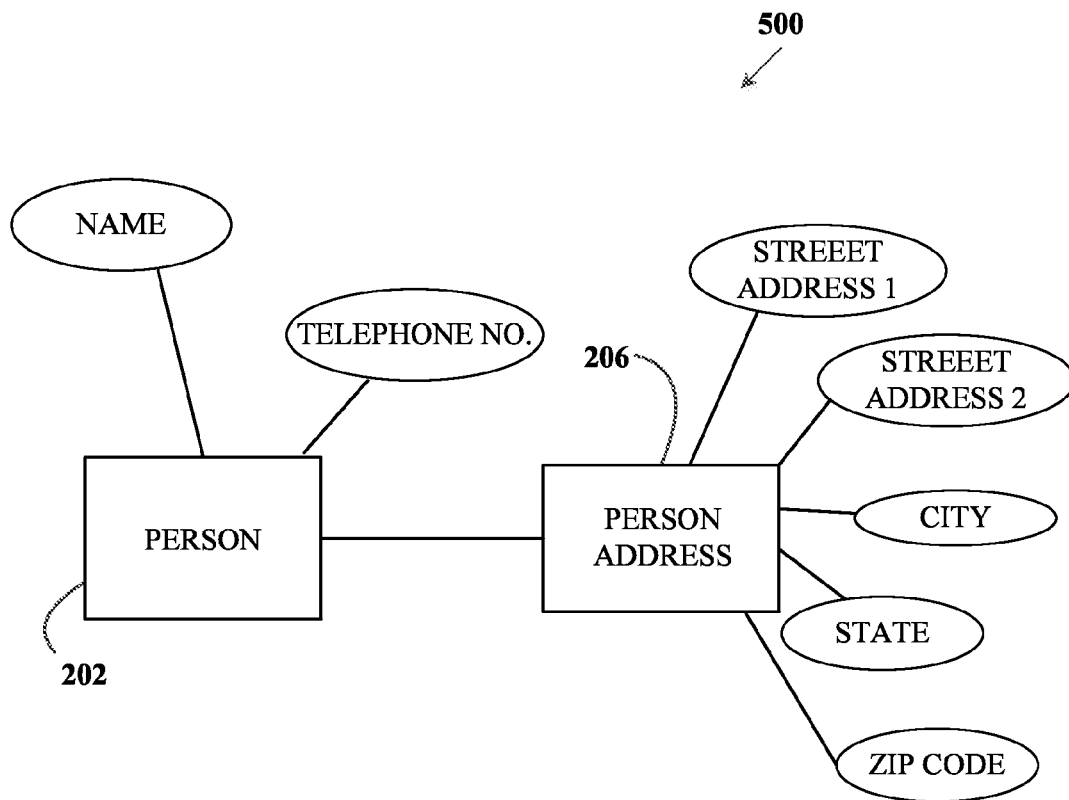 500
NAME
STREEET
ADDRESS 1
TELEPHONE NO.
206
STREEET
ADDRESS 2
PERSON
PERSON
ADDRESS
CITY
STATE
202
ZIP CODE